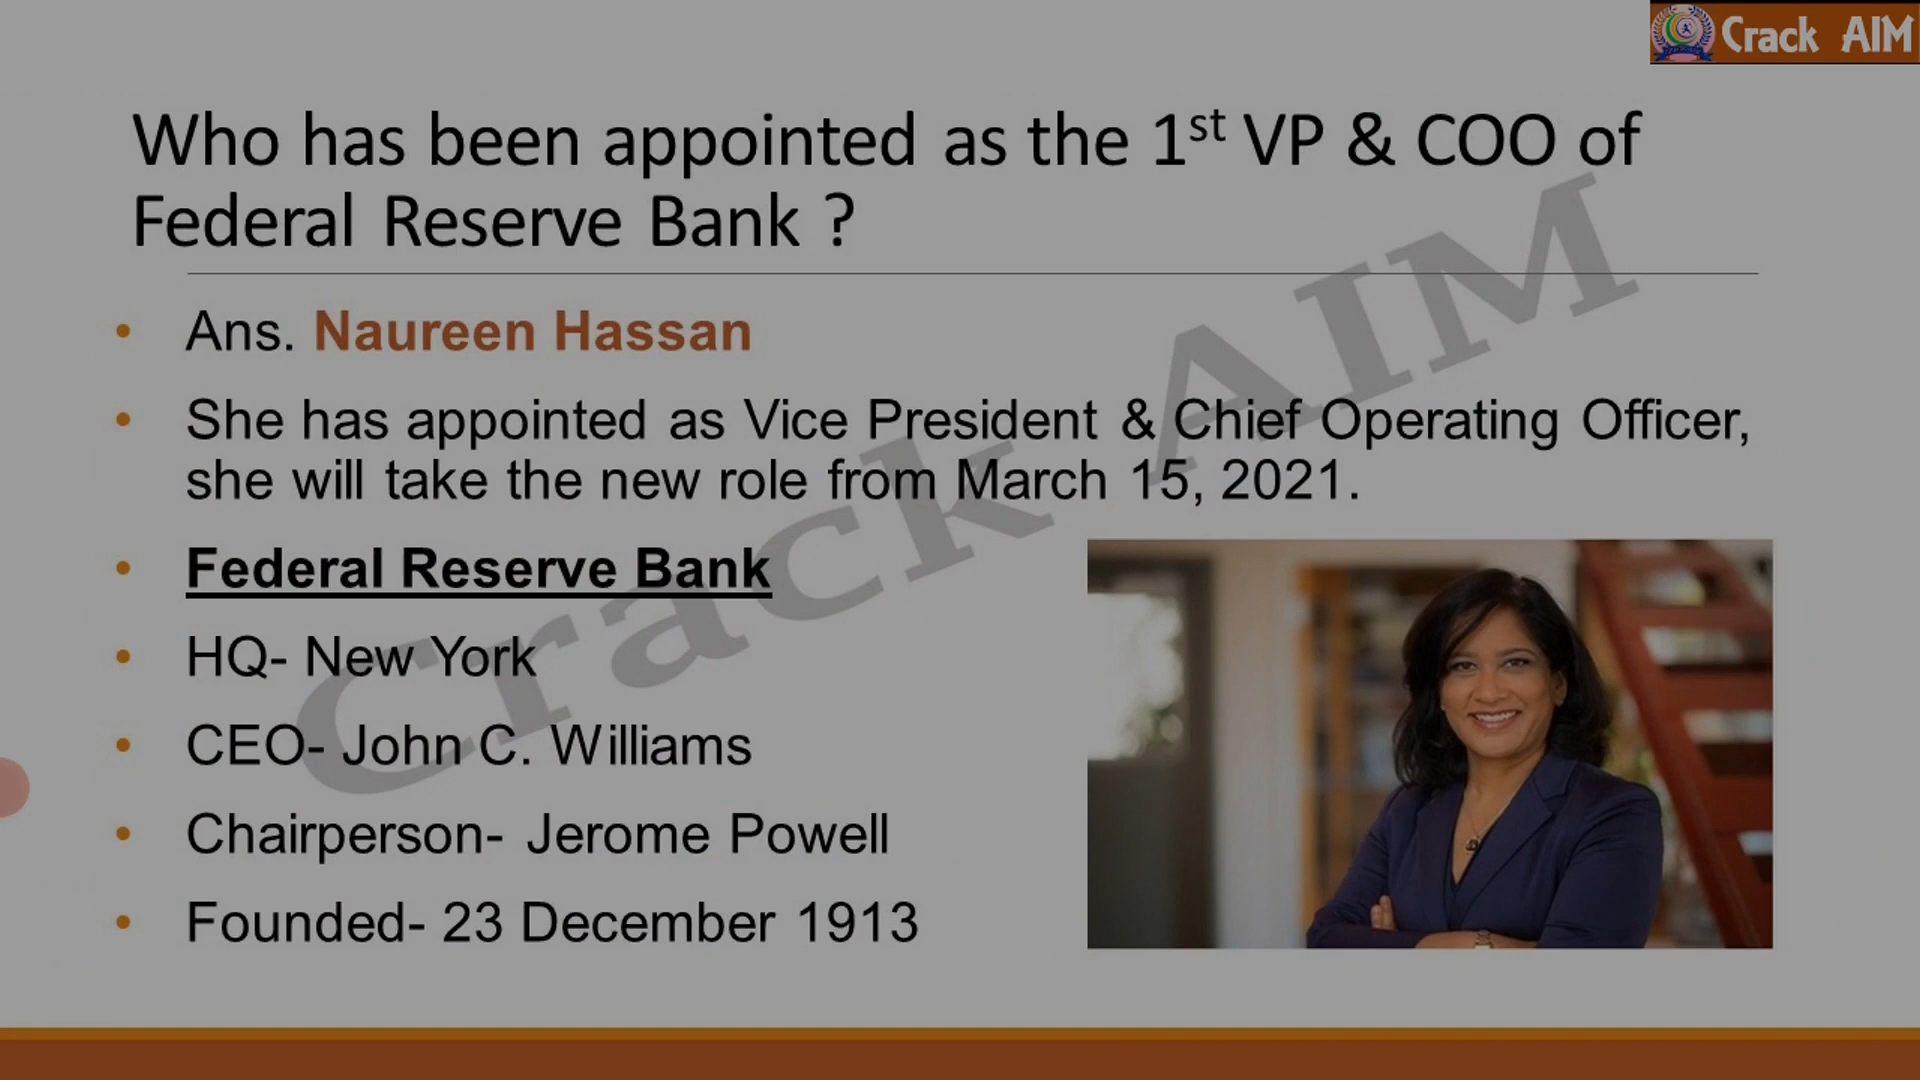 Crack AIM
Who has been appointed as the 1st VP & COO of
Federal Reserve Bank ?
• Ans. Naureen Hassan
• She has appointed as Vice President & Chief Operating Officer,
she will take the new role from March 15, 2021.
• Federal Reserve Bank
• HQ- New York
• CEO- John C. Williams
• Chairperson- Jerome Powell
• Founded- 23 December 1913
Crack AIM